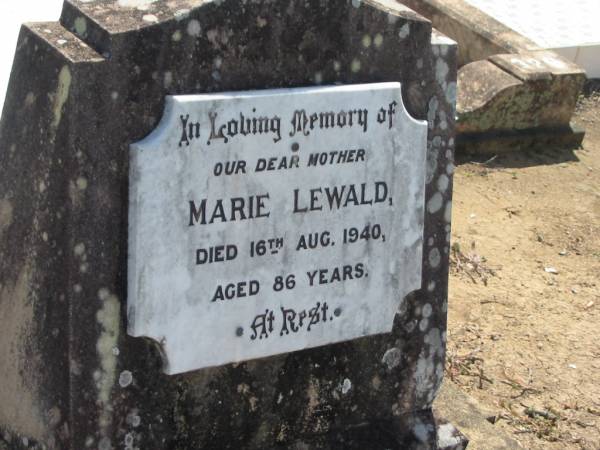 In Loving Memory of
OUR DEAR MOTHER
MARIE LEWALD,
DIED 16TH AUG. 1940,
AGED 86 YEARS.
• At Rest. •